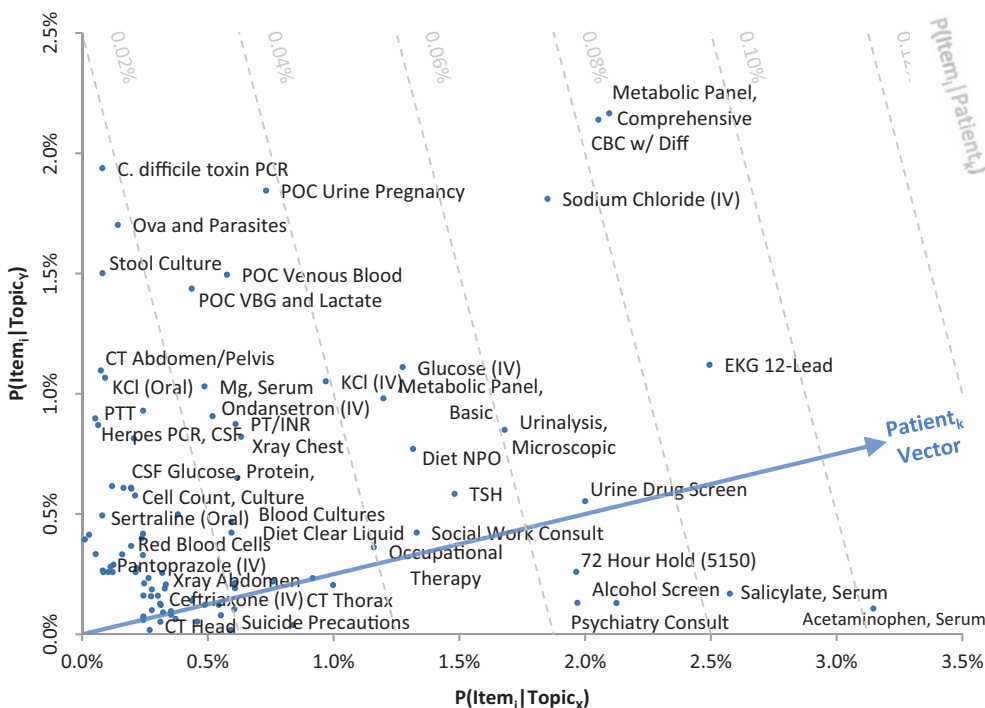 2.5%
0.02%
0.04%
0.06%
0.08%
0.10%
P(Itemi|Patientk)
Metabolic Panel,
Comprehensive
CBC w/ Diff
2.0%
C. difficile toxin PCR
POC Urine Pregnancy
Sodium Chloride (IV)
Ova and Parasites
1.5%
Stool Culture
POC Venous Blood
POC VBG and Lactate
P(Itemi|TopicY)
CT Abdomen/Pelvis
Glucose (IV)
EKG 12-Lead
KCl (Oral)
Mg, Serum
KCl (IV)
Metabolic Panel,
Basic
1.0%
PTT
Ondansetron (IV)
PT/INR
Urinalysis,
Microscopic
Herpes PCR, CSF
Xray Chest
Diet NPO
Patientk
Vector
CSF Glucose, Protein,
Cell Count, Culture
TSH
Urine Drug Screen
0.5%
Sertraline (Oral)
Blood Cultures
Diet Clear Liquid
Social Work Consult
Red Blood Cells
Occupational
Therapy
72 Hour Hold (5150)
Pantoprazole (IV)
Xray Abdomen
Alcohol Screen
Salicylate, Serum
Ceftriaxone (IV)
CT Thorax
CT Head
Suicide Precautions
Psychiatry Consult
Acetaminophen, Serum
0.0%
0.0%
0.5%
1.0%
1.5%
2.0%
2.5%
3.0%
3.5%
P(Itemi|Topicx)